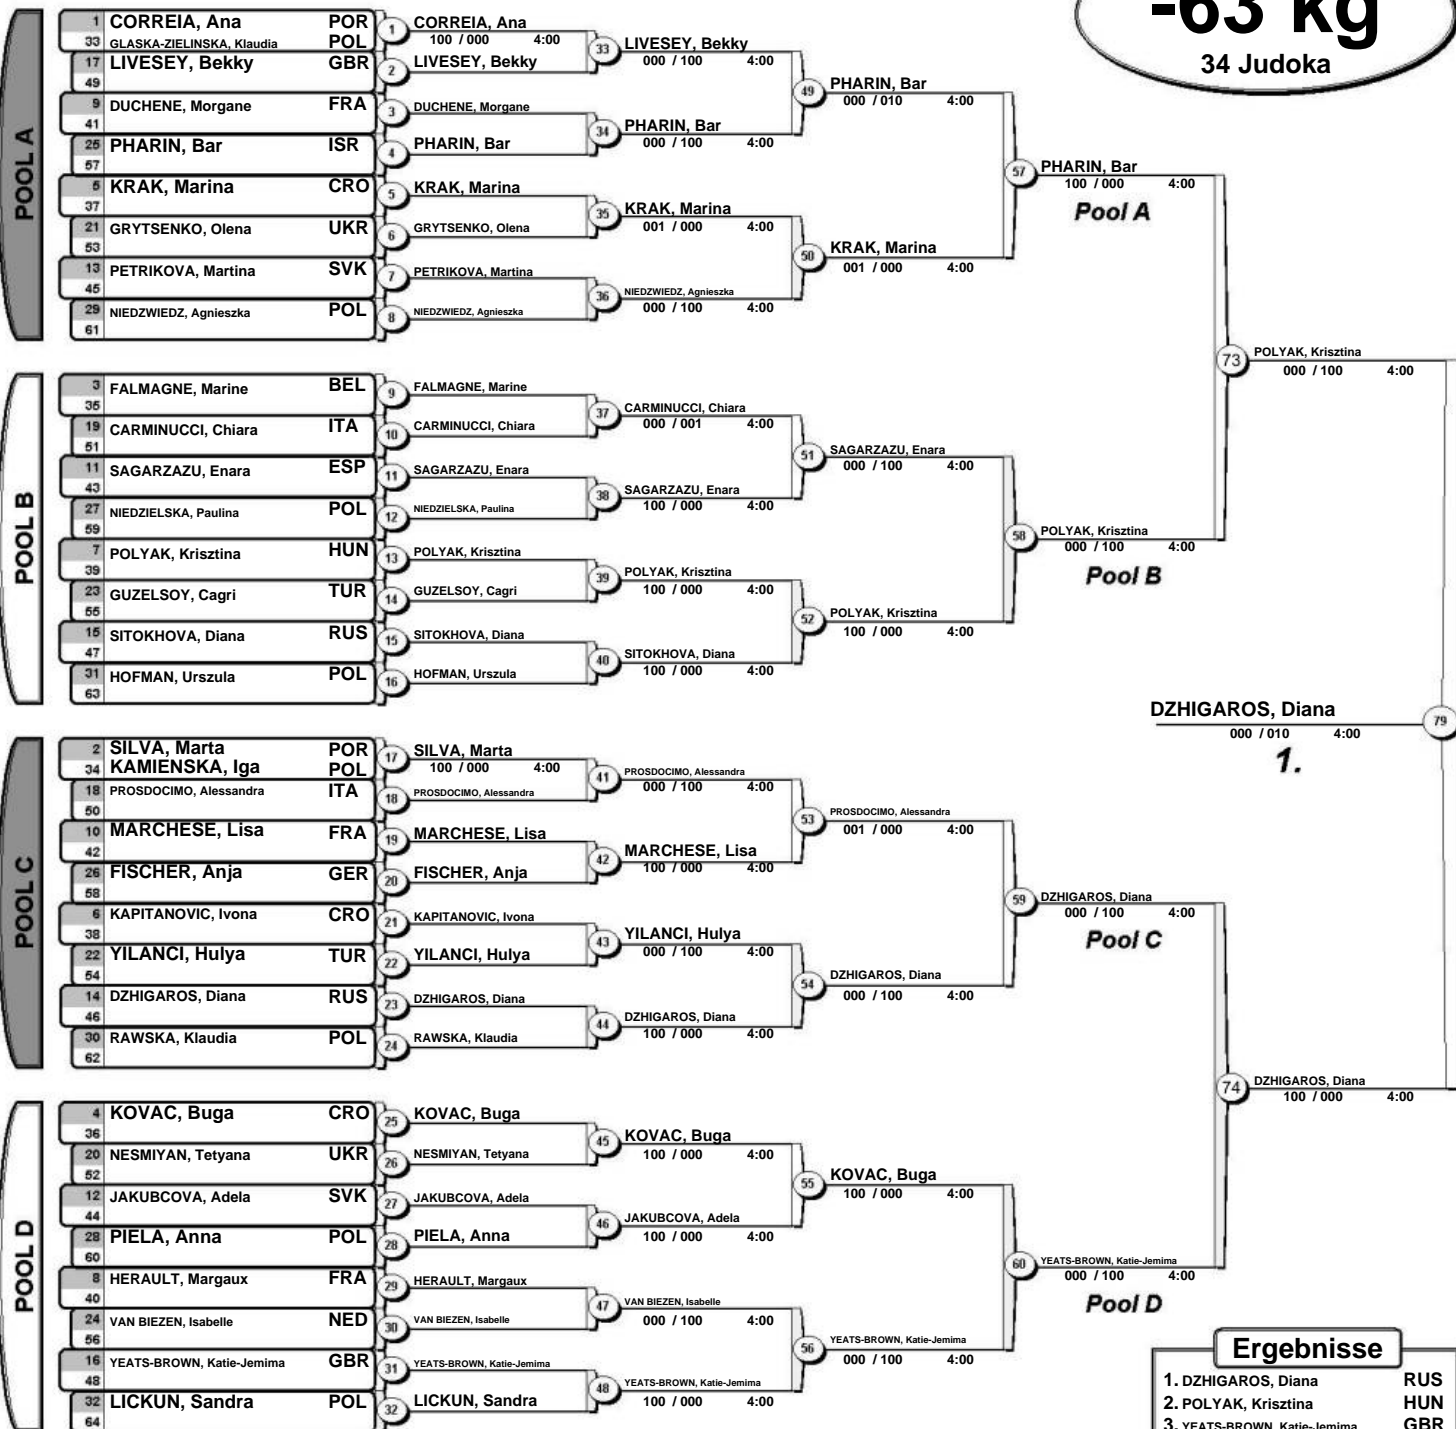 -63 kg
34 Judoka
POOL A
1 CORREIA, Ana POR
33 GLASKA-ZIELINSKA, Klaudia POL
17 LIVESEY, Bekky GBR
49
9 DUCHENE, Morgane FRA
41
25 PHARIN, Bar ISR
57
5 KRAK, Marina CRO
37
21 GRYTSENKO, Olena UKR
53
13 PETRIKOVA, Martina SVK
45
29 NIEDZWIEDZ, Agnieszka POL
61
1 CORREIA, Ana
100 / 000 4:00
2 LIVESEY, Bekky
3 DUCHENE, Morgane
4 PHARIN, Bar
5 KRAK, Marina
6 GRYTSENKO, Olena
7 PETRIKOVA, Martina
8 NIEDZWIEDZ, Agnieszka
33 LIVESEY, Bekky
000 / 100 4:00
34 PHARIN, Bar
000 / 100 4:00
35 KRAK, Marina
001 / 000 4:00
36 NIEDZWIEDZ, Agnieszka
000 / 100 4:00
49 PHARIN, Bar
000 / 010 4:00
50 KRAK, Marina
001 / 000 4:00
57 PHARIN, Bar
100 / 000 4:00
Pool A
POOL B
3 FALMAGNE, Marine BEL
35
19 CARMINUCCI, Chiara ITA
51
11 SAGARZAZU, Enara ESP
43
27 NIEDZIELSKA, Paulina POL
59
7 POLYAK, Krisztina HUN
39
23 GUZELSOY, Cagri TUR
55
15 SITOKHOVA, Diana RUS
47
31 HOFMAN, Urszula POL
63
9 FALMAGNE, Marine
10 CARMINUCCI, Chiara
11 SAGARZAZU, Enara
12 NIEDZIELSKA, Paulina
13 POLYAK, Krisztina
14 GUZELSOY, Cagri
15 SITOKHOVA, Diana
16 HOFMAN, Urszula
37 CARMINUCCI, Chiara
000 / 001 4:00
38 SAGARZAZU, Enara
100 / 000 4:00
39 POLYAK, Krisztina
100 / 000 4:00
40 SITOKHOVA, Diana
100 / 000 4:00
51 SAGARZAZU, Enara
000 / 100 4:00
52 POLYAK, Krisztina
100 / 000 4:00
58 POLYAK, Krisztina
000 / 100 4:00
Pool B
73 POLYAK, Krisztina
000 / 100 4:00
DZHIGAROS, Diana 79
000 / 010 4:00
1.
POOL C
2 SILVA, Marta POR
34 KAMIENSKA, Iga POL
18 PROSDOCIMO, Alessandra ITA
50
10 MARCHESE, Lisa FRA
42
26 FISCHER, Anja GER
58
6 KAPITANOVIC, Ivona CRO
38
22 YILANCI, Hulya TUR
54
14 DZHIGAROS, Diana RUS
46
30 RAWSKA, Klaudia POL
62
17 SILVA, Marta
100 / 000 4:00
18 PROSDOCIMO, Alessandra
19 MARCHESE, Lisa
20 FISCHER, Anja
21 KAPITANOVIC, Ivona
22 YILANCI, Hulya
23 DZHIGAROS, Diana
24 RAWSKA, Klaudia
41 PROSDOCIMO, Alessandra
000 / 100 4:00
42 MARCHESE, Lisa
100 / 000 4:00
43 YILANCI, Hulya
000 / 100 4:00
44 DZHIGAROS, Diana
100 / 000 4:00
53 PROSDOCIMO, Alessandra
001 / 000 4:00
54 DZHIGAROS, Diana
000 / 100 4:00
59 DZHIGAROS, Diana
000 / 100 4:00
Pool C
74 DZHIGAROS, Diana
100 / 000 4:00
POOL D
4 KOVAC, Buga CRO
36
20 NESMIYAN, Tetyana UKR
52
12 JAKUBCOVA, Adela SVK
44
28 PIELA, Anna POL
60
8 HERAULT, Margaux FRA
40
24 VAN BIEZEN, Isabelle NED
56
16 YEATS-BROWN, Katie-Jemima GBR
48
32 LICKUN, Sandra POL
64
25 KOVAC, Buga
26 NESMIYAN, Tetyana
27 JAKUBCOVA, Adela
28 PIELA, Anna
29 HERAULT, Margaux
30 VAN BIEZEN, Isabelle
31 YEATS-BROWN, Katie-Jemima
32 LICKUN, Sandra
45 KOVAC, Buga
100 / 000 4:00
46 JAKUBCOVA, Adela
100 / 000 4:00
47 VAN BIEZEN, Isabelle
000 / 100 4:00
48 YEATS-BROWN, Katie-Jemima
100 / 000 4:00
55 KOVAC, Buga
100 / 000 4:00
56 YEATS-BROWN, Katie-Jemima
000 / 100 4:00
60 YEATS-BROWN, Katie-Jemima
000 / 100 4:00
Pool D
Ergebnisse
1. DZHIGAROS, Diana RUS
2. POLYAK, Krisztina HUN
3. YEATS-BROWN, Katie-Jemima GBR